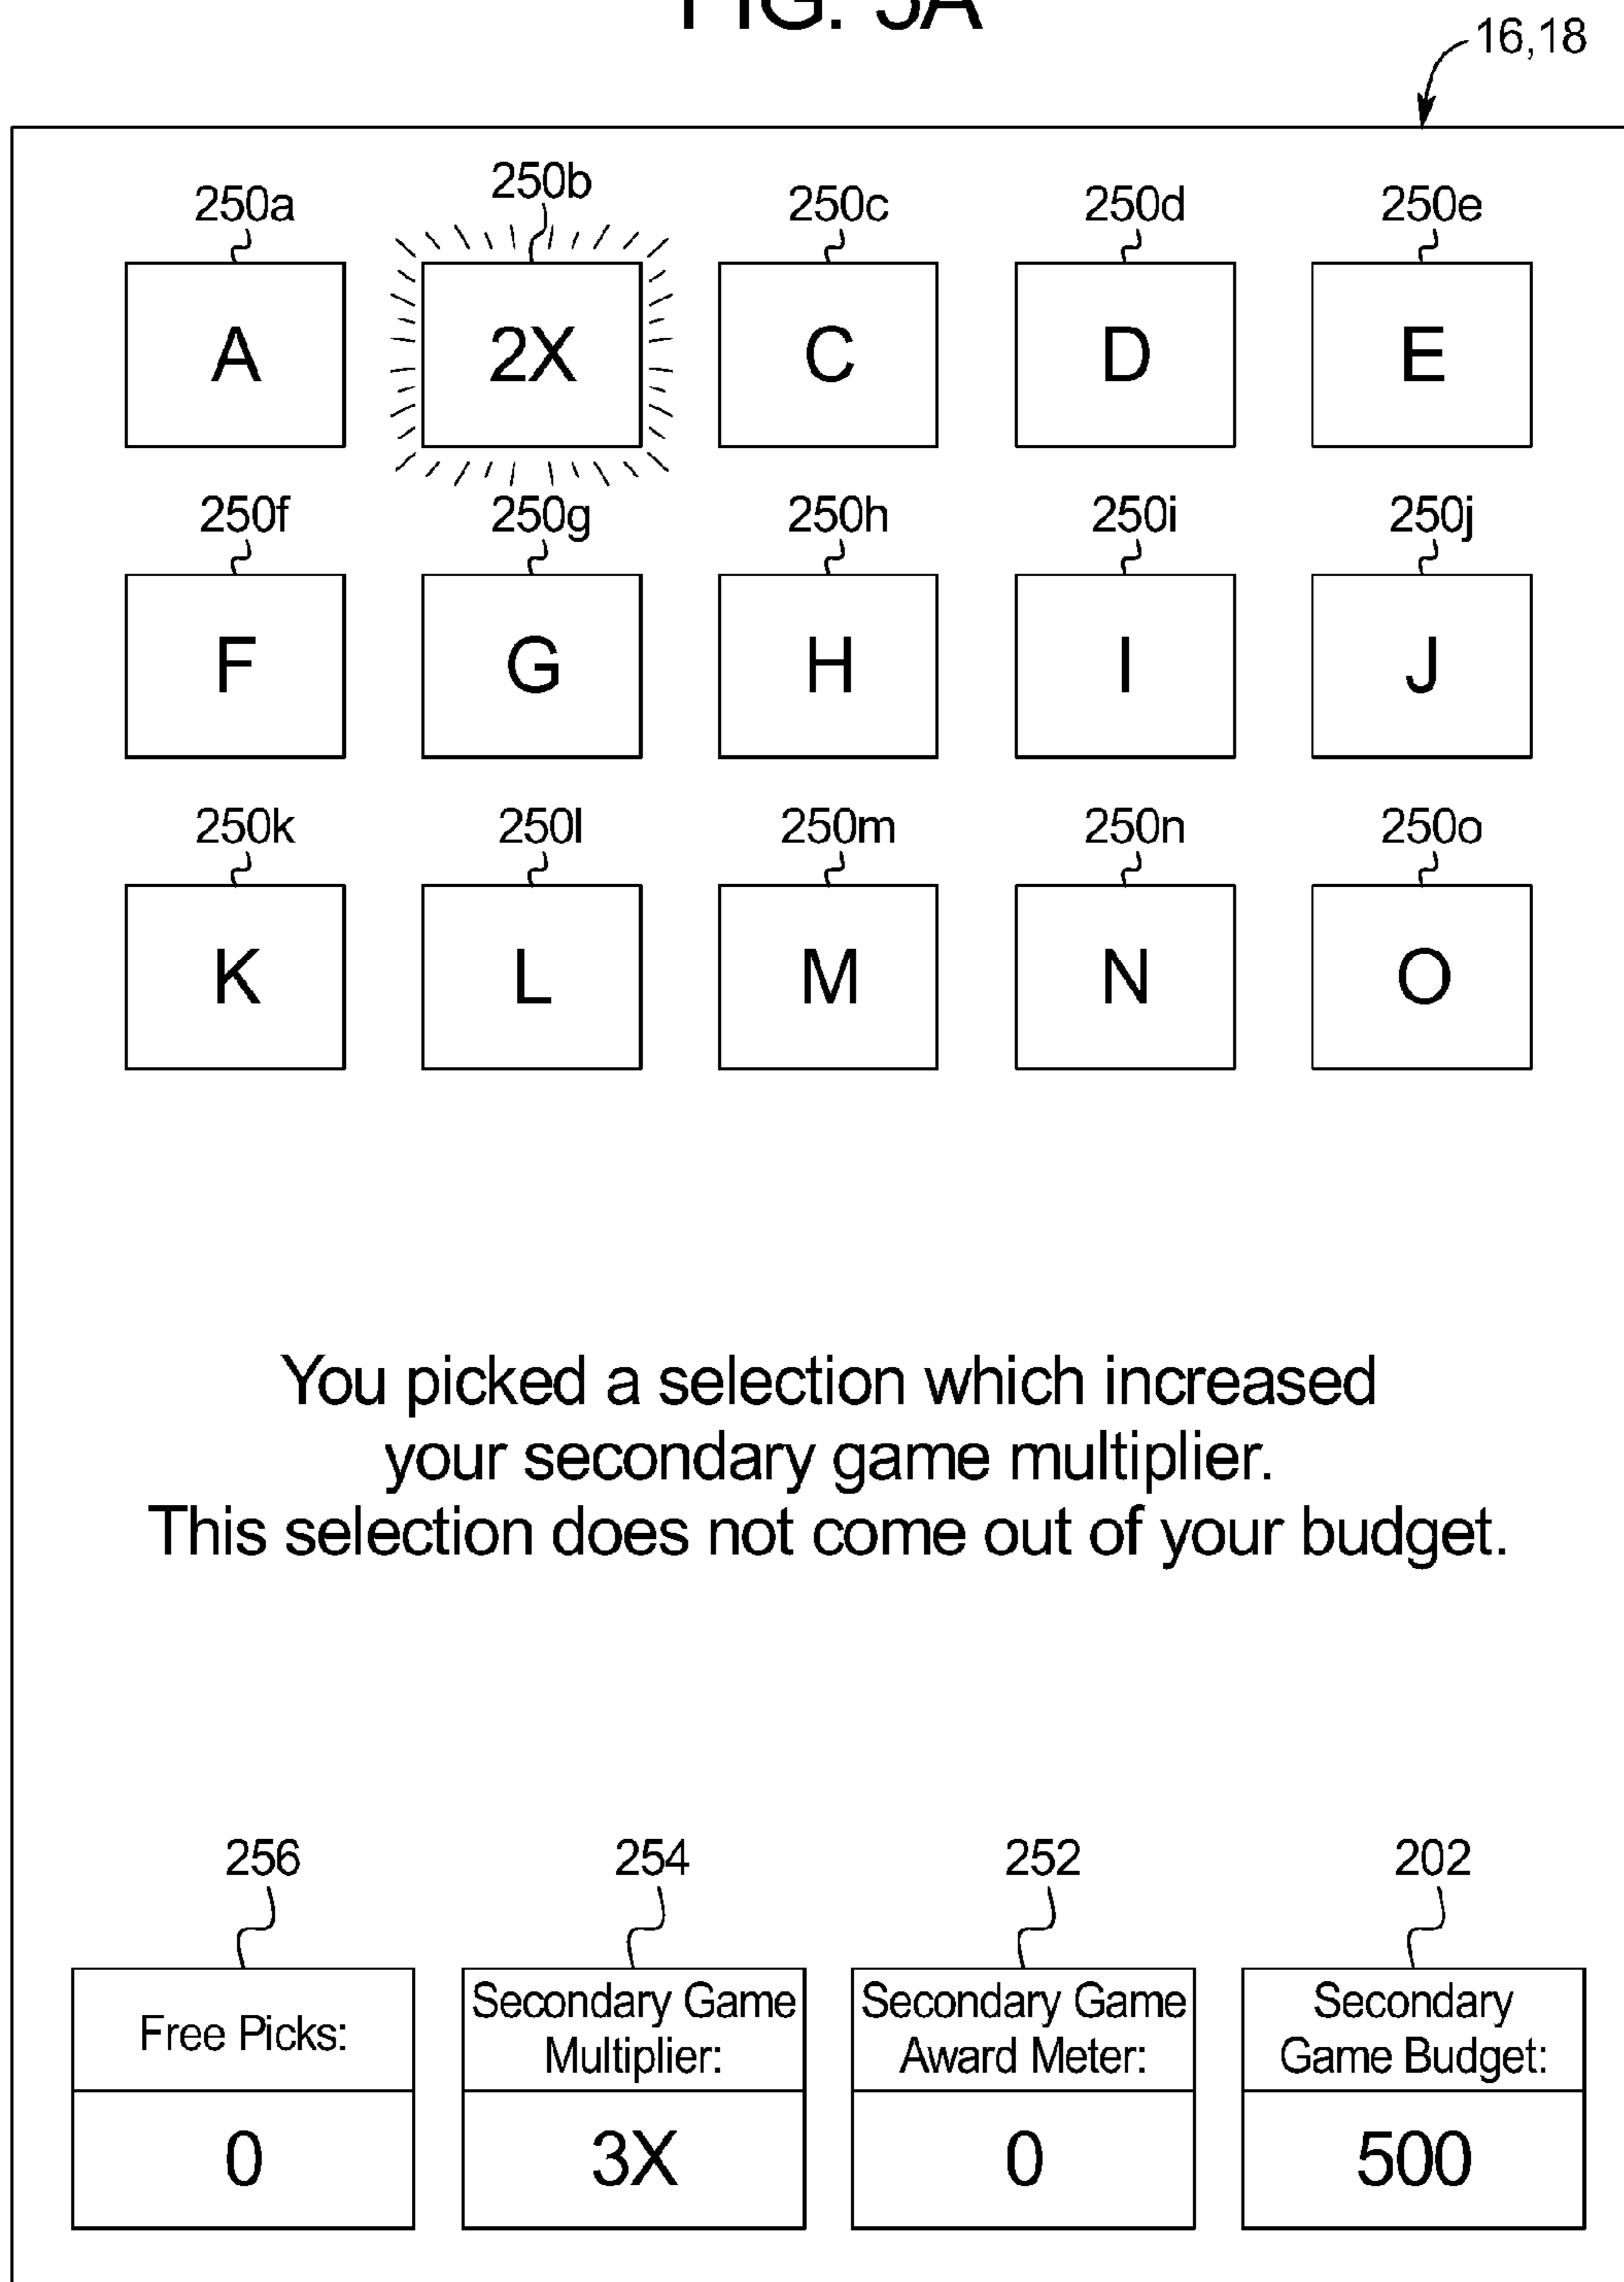 FIG. 5A
16,18
250a 250b 250c 250d 250e
A 2X C D E
250f 250g 250h 250i 250j
F G H I J
250k 250l 250m 250n 250o
K L M N O
You picked a selection which increased
your secondary game multiplier.
This selection does not come out of your budget.
256 254 252 202
Free Picks: Secondary Game Multiplier: Secondary Game Award Meter: Secondary Game Budget:
0 3X 0 500